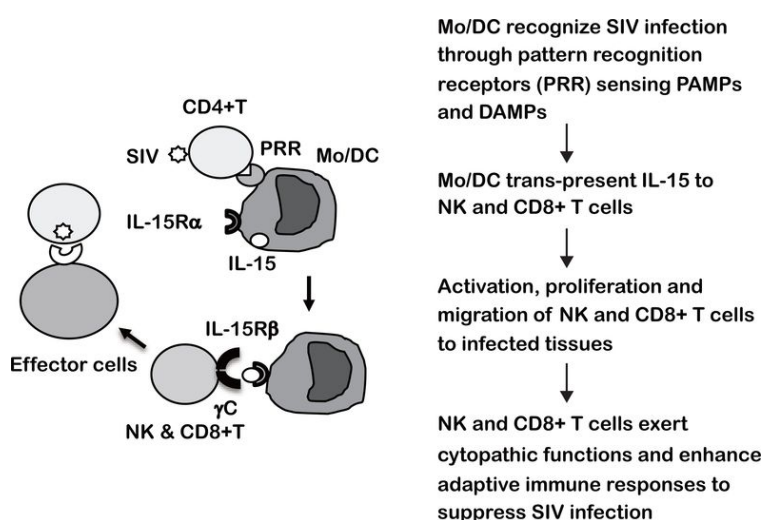 CD4+T
SIV
PRR
Mo/DC
IL-15Rα
IL-15
IL-15Rβ
Effector cells
γC
NK & CD8+T
Mo/DC recognize SIV infection
through pattern recognition
receptors (PRR) sensing PAMPs
and DAMPs
Mo/DC trans-present IL-15 to
NK and CD8+ T cells
Activation, proliferation and
migration of NK and CD8+ T cells
to infected tissues
NK and CD8+ T cells exert
cytopathic functions and enhance
adaptive immune responses to
suppress SIV infection